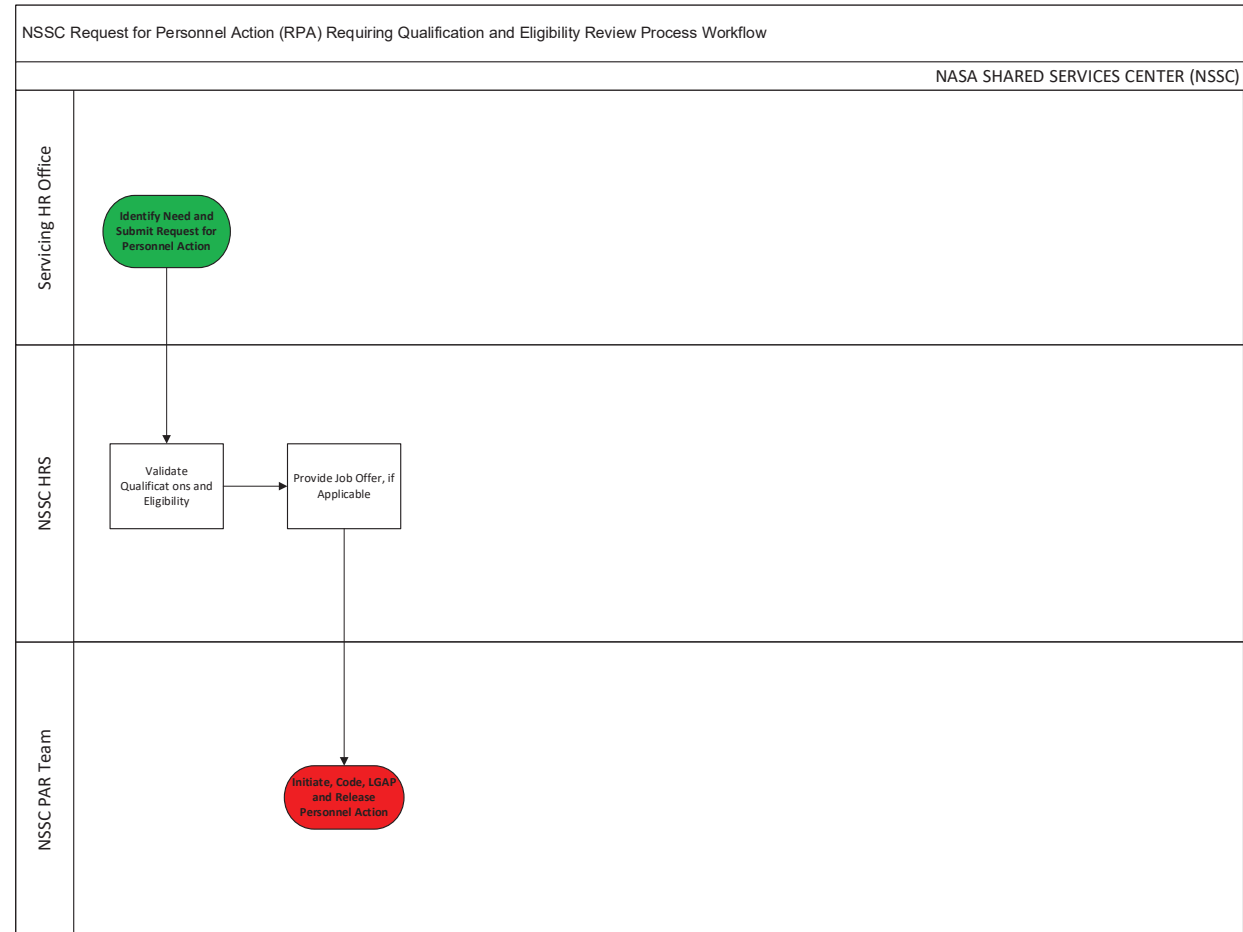 NSSC Request for Personnel Action (RPA) Requiring Qualification and Eligibility Review Process Workflow
NASA SHARED SERVICES CENTER (NSSC)
Servicing HR Office
Identify Need and
Submit Request for
Personnel Action
NSSC HRS
Validate
Qualificat ons and
Eligibility
Provide Job Offer, if
Applicable
NSSC PAR Team
Initiate, Code, LGAP
and Release
Personnel Action